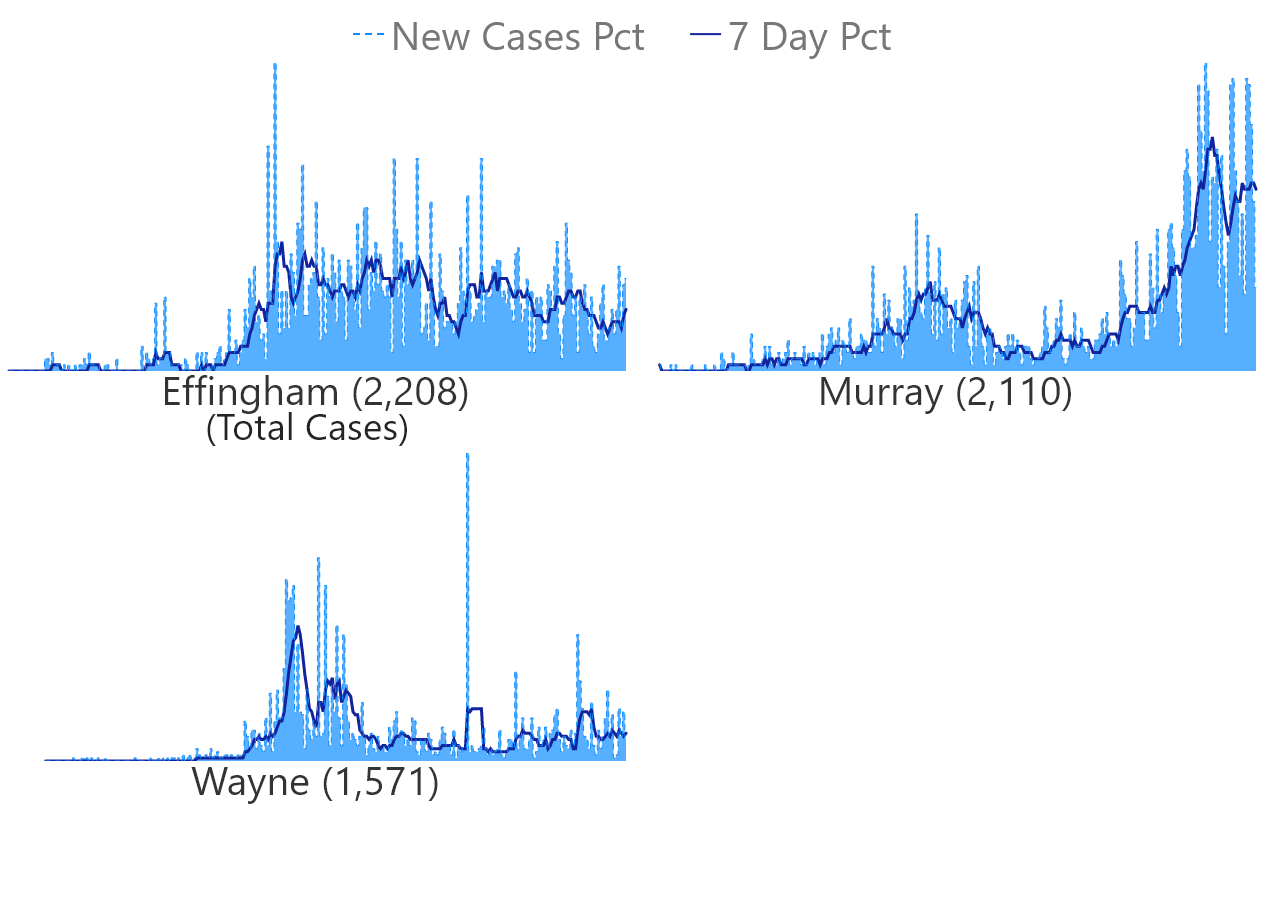 New Cases Pct 7 Day Pct
Effingham (2,208)
(Total Cases)
Murray (2,110)
Wayne (1,571)